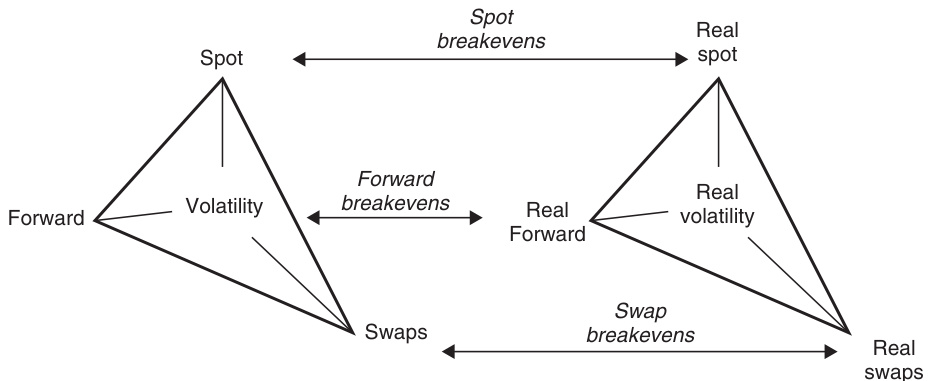 Spot
breakevens
Real
spot
Spot
Forward
breakevens
Forward
Volatility
Real
Forward
Real
volatility
Swap
breakevens
Swaps
Real
swaps